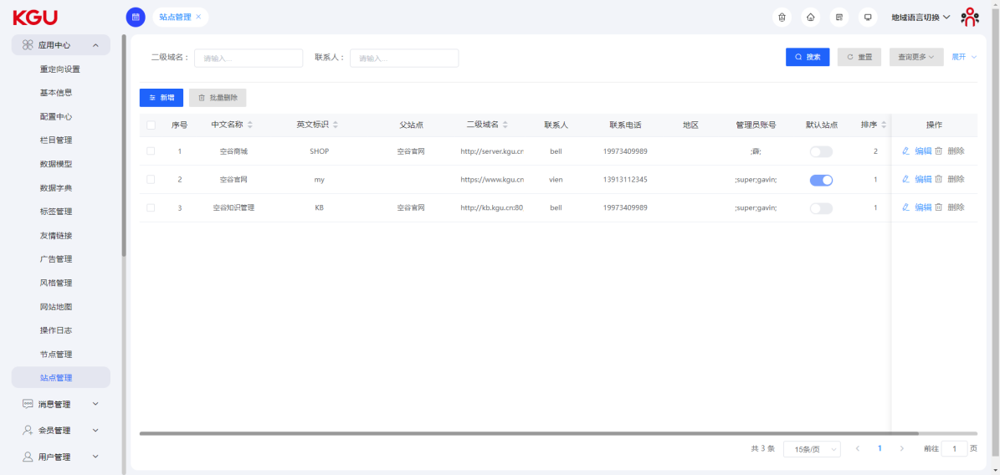 KGU
站点管理 ×
地域语言切换
应用中心
重定向设置
基本信息
配置中心
栏目管理
数据模型
数据字典
标签管理
友情链接
广告管理
风格管理
网站地图
操作日志
节点管理
站点管理
消息管理
会员管理
用户管理
二级域名： 请输入... 联系人： 请输入... 搜索 重置 查询更多 展开
新增 批量删除
序号 中文名称 英文标识 父站点 二级域名 联系人 联系电话 地区 管理员账号 默认站点 排序 操作
1 空谷商城 SHOP 空谷官网 http://server.kgu.cn bell 19973409989 2 编辑 删除
2 空谷官网 my https://www.kgu.cn vien 13913112345 ;super;gavin; 1 编辑 删除
3 空谷知识管理 KB 空谷官网 http://kb.kgu.cn:80 bell 19973409989 ;super;gavin; 1 编辑 删除
共 3 条 15条/页 1 前往 1 页